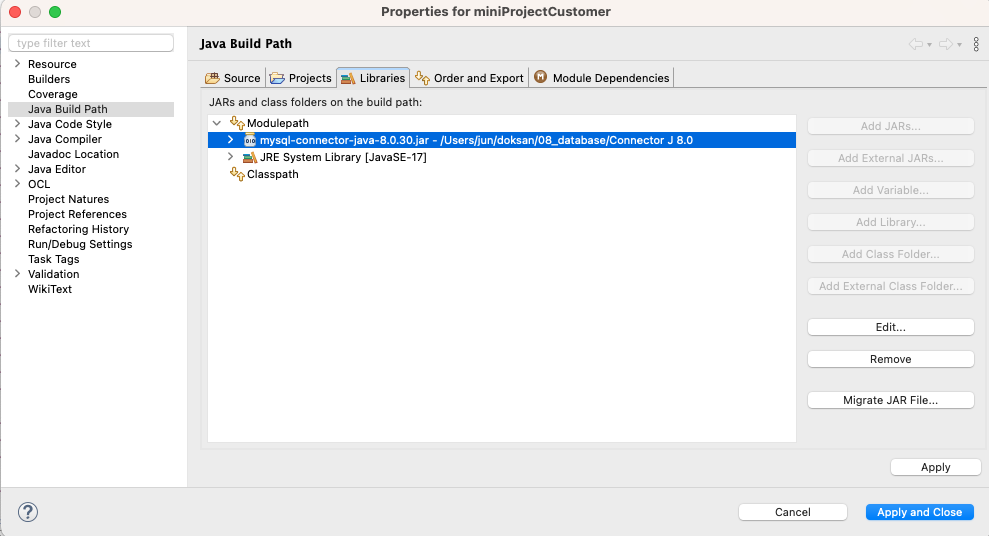 Properties for miniProjectCustomer
type filter text
Resource
Builders
Coverage
Java Build Path
Java Code Style
Java Compiler
Javadoc Location
Java Editor
OCL
Project Natures
Project References
Refactoring History
Run/Debug Settings
Task Tags
Validation
WikiText
Java Build Path
Source
Projects
Libraries
Order and Export
Module Dependencies
JARs and class folders on the build path:
Modulepath
mysql-connector-java-8.0.30.jar - /Users/jun/doksan/08_database/Connector J 8.0
JRE System Library [JavaSE-17]
Classpath
Add JARs...
Add External JARs...
Add Variable...
Add Library...
Add Class Folder...
Add External Class Folder...
Edit...
Remove
Migrate JAR File...
Apply
?
Cancel
Apply and Close